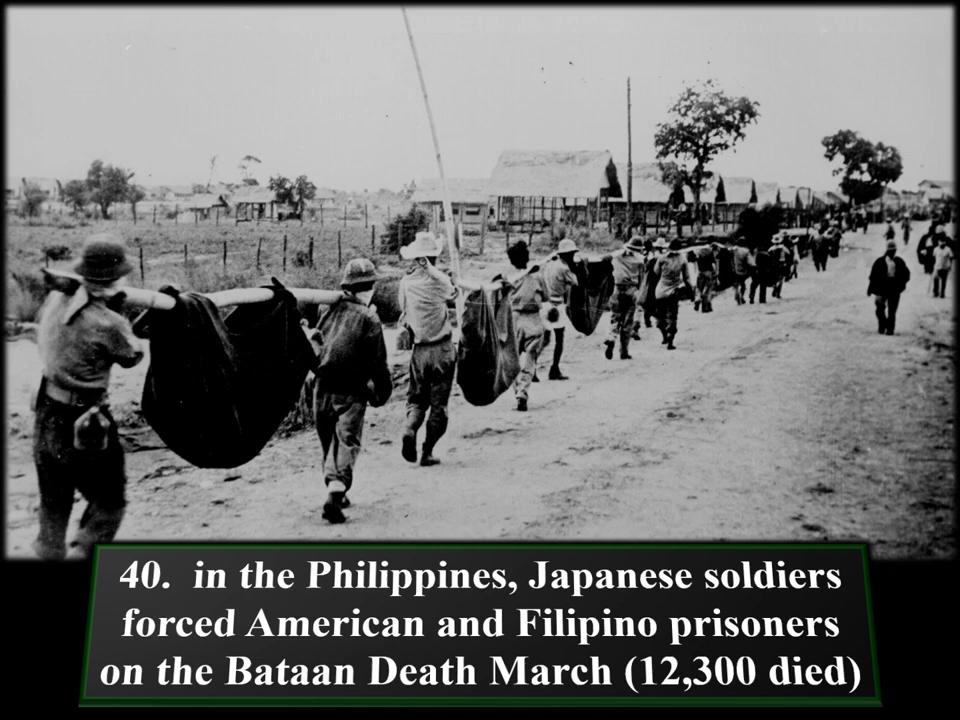 40.  in the Philippines, Japanese soldiers
forced American and Filipino prisoners
on the Bataan Death March (12,300 died)